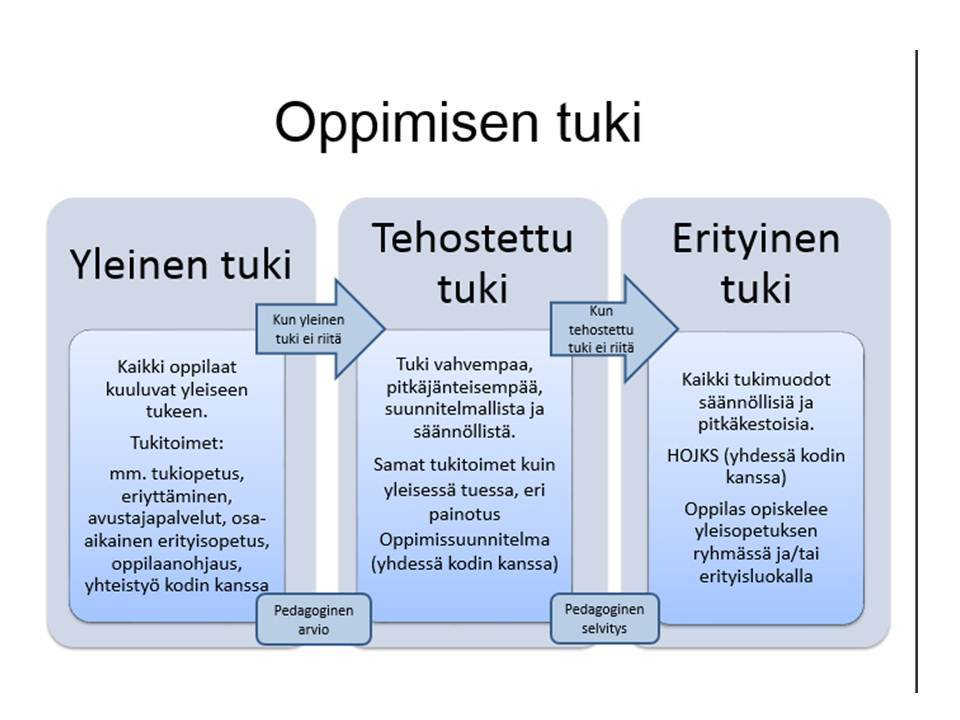 Oppimisen tuki
Yleinen tuki
Kaikki oppilaat
kuuluvat yleiseen
tukeen.
Tukitoimet:
mm. tukiopetus,
eriyttäminen,
avustajapalvelut, osa-
aikainen erityisopetus,
oppilaanohjaus,
yhteistyö kodin kanssa
Kun yleinen
tuki ei riitä
Pedagoginen
arvio
Tehostettu
tuki
Tuki vahvempaa,
pitkäjänteisempää,
suunnitelmallista ja
säännöllistä.
Samat tukitoimet kuin
yleisessä tuessa, eri
painotus
Oppimissuunnitelma
(yhdessä kodin kanssa)
Kun
tehostettu
tuki ei riitä
Pedagoginen
selvitys
Erityinen
tuki
Kaikki tukimuodot
säännöllisiä ja
pitkäkestoisia.
HOJKS (yhdessä kodin
kanssa)
Oppilas opiskelee
yleisopetuksen
ryhmässä ja/tai
erityisluokalla